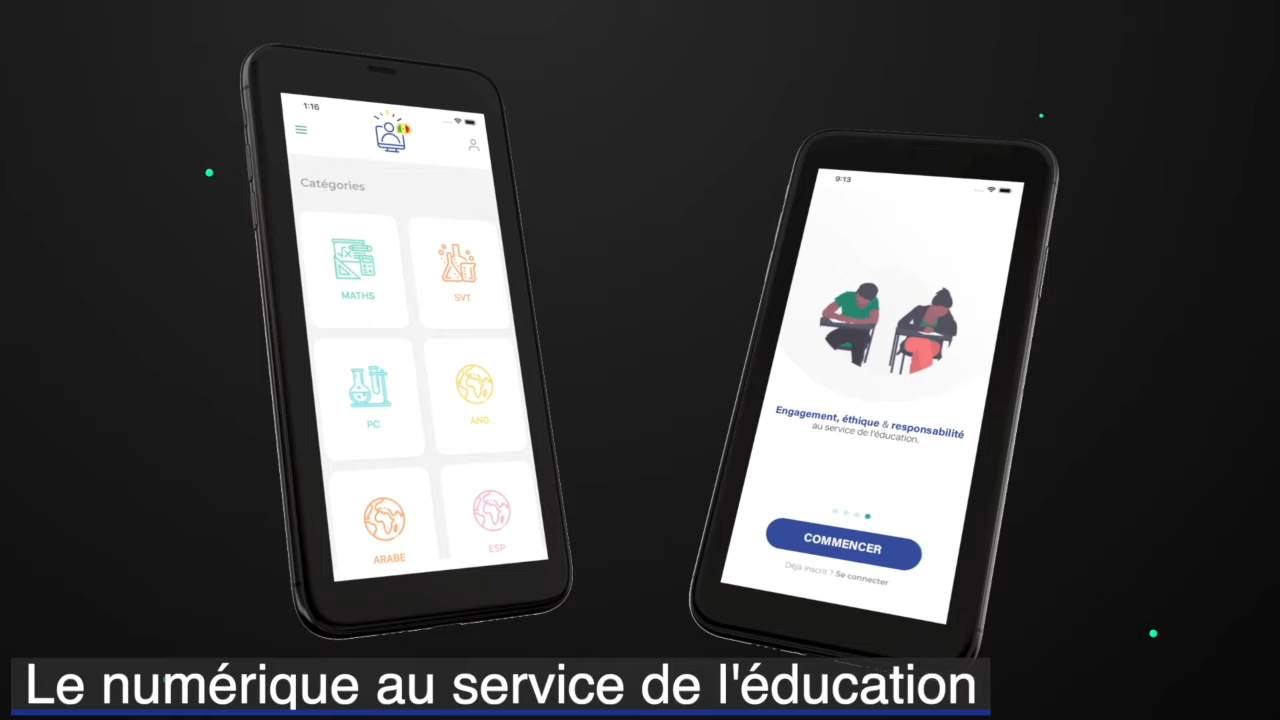 1:16
Catégories
MATHS
SVT
PC
ANG
ARABE
ESP
9:13
Engagement, éthique & responsabilité
au service de l'éducation.
COMMENCER
Déjà inscrit ? Se connecter
Le numérique au service de l'éducation